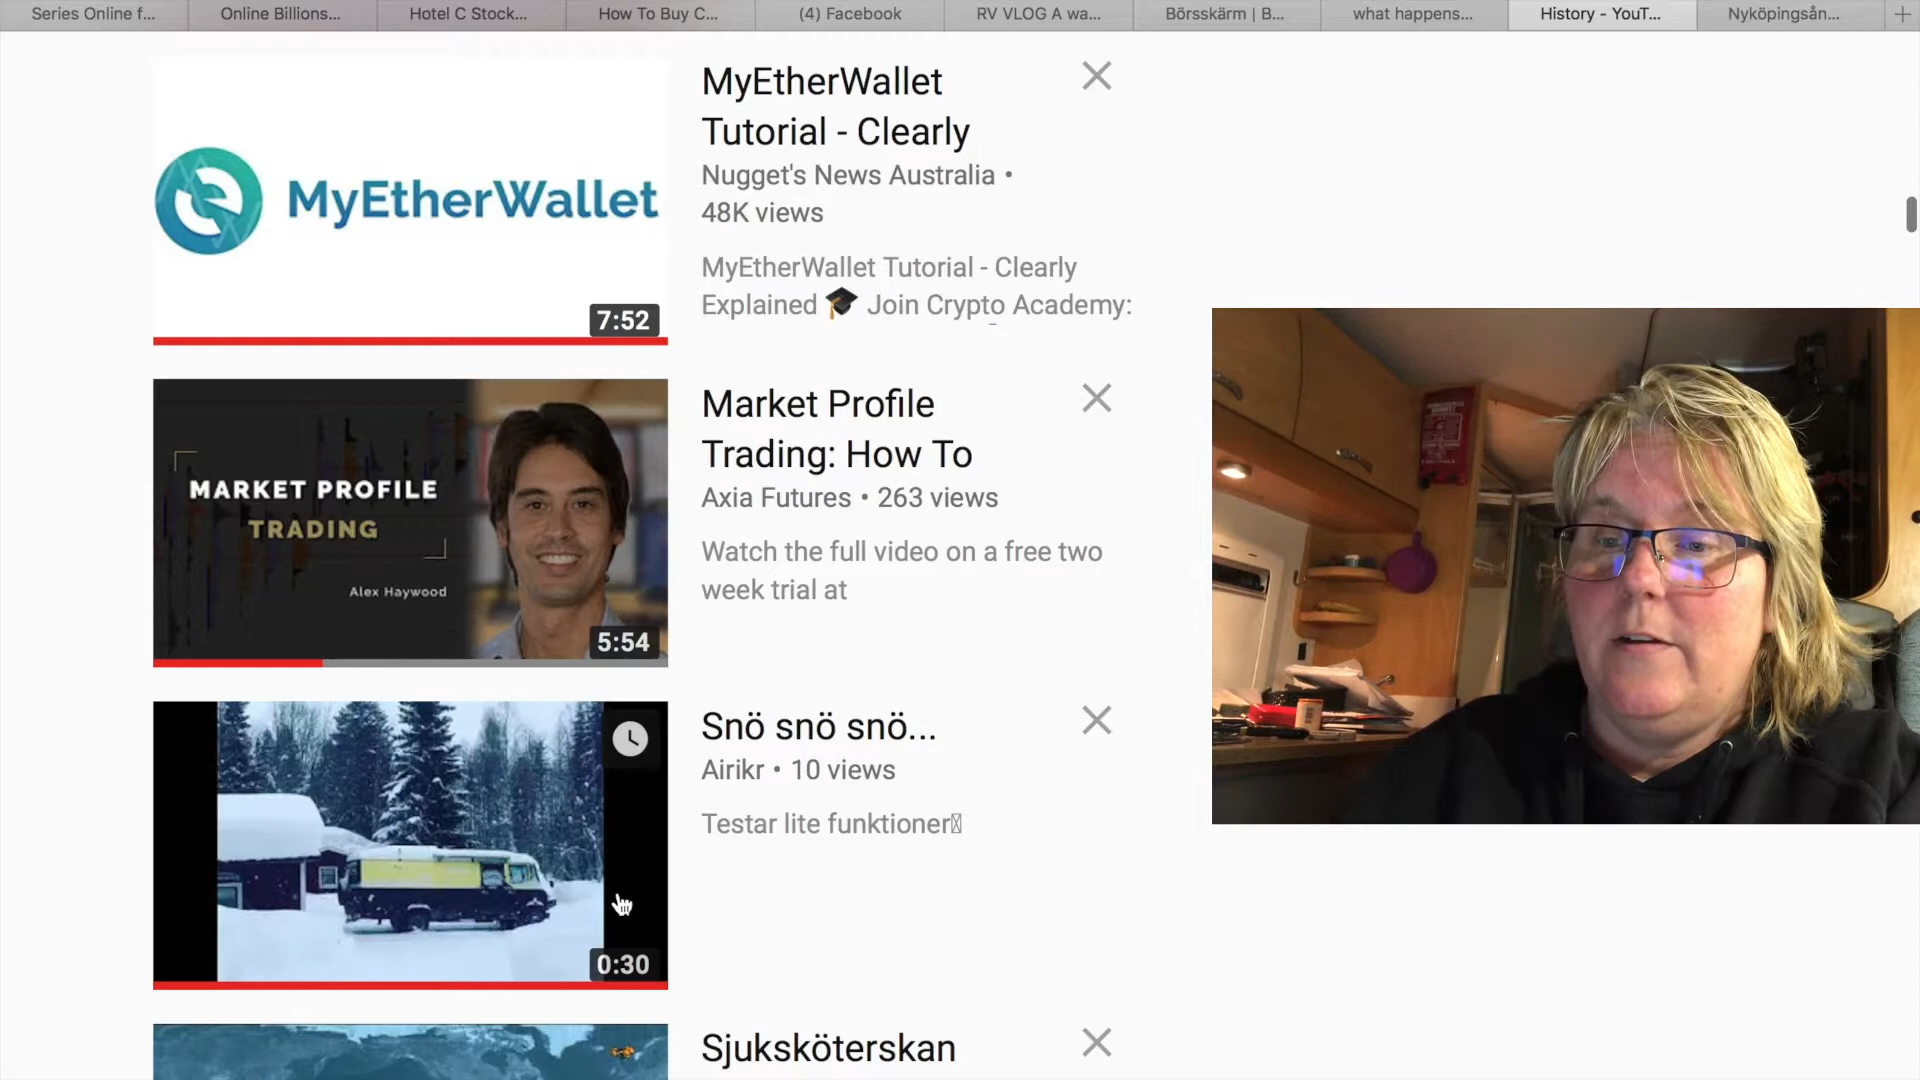 Series Online f...
Online Billions...
Hotel C Stock...
How To Buy C...
(4) Facebook
RV VLOG A wa...
Börsskärm | B...
what happens...
History - YouT...
Nyköpingsån...
MyEtherWallet
7:52
MyEtherWallet
Tutorial - Clearly
Nugget's News Australia •
48K views
MyEtherWallet Tutorial - Clearly
Explained 🎓 Join Crypto Academy:
MARKET PROFILE
TRADING
Alex Haywood
5:54
Market Profile
Trading: How To
Axia Futures • 263 views
Watch the full video on a free two
week trial at
0:30
Snö snö snö...
Airikr • 10 views
Testar lite funktioner
Sjuksköterskan